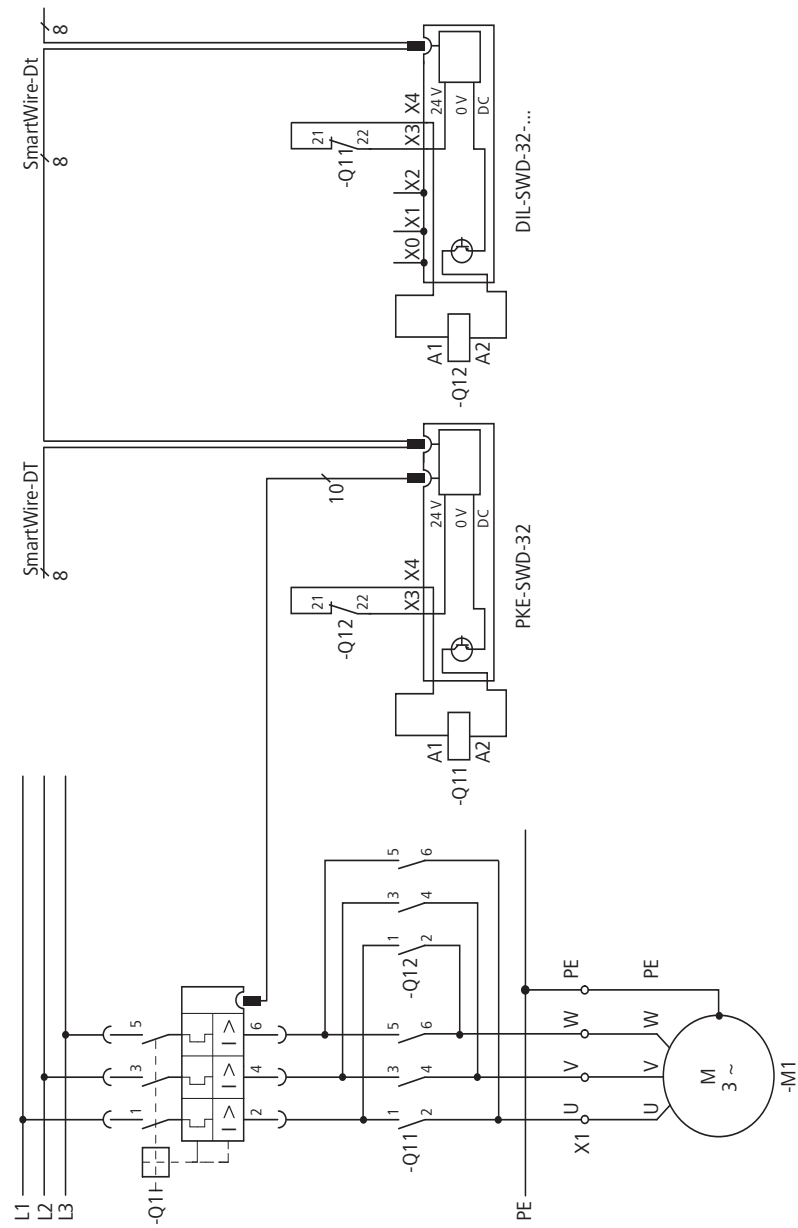 SmartWire-DT
8
SmartWire-Dt
8
8
L1
L2
L3
-Q1
1
3
5
I >
I >
I >
2
4
6
10
-Q11
1
3
5
2
4
6
-Q12
1
3
5
2
4
6
PE
X1
U
V
W
PE
U
V
W
PE
M
3 ~
-M1
-Q12
21
22
X3
X4
24 V
0 V
DC
A1
A2
-Q11
PKE-SWD-32
-Q11
21
22
X0
X1
X2
X3
X4
24 V
0 V
DC
A1
A2
-Q12
DIL-SWD-32-...